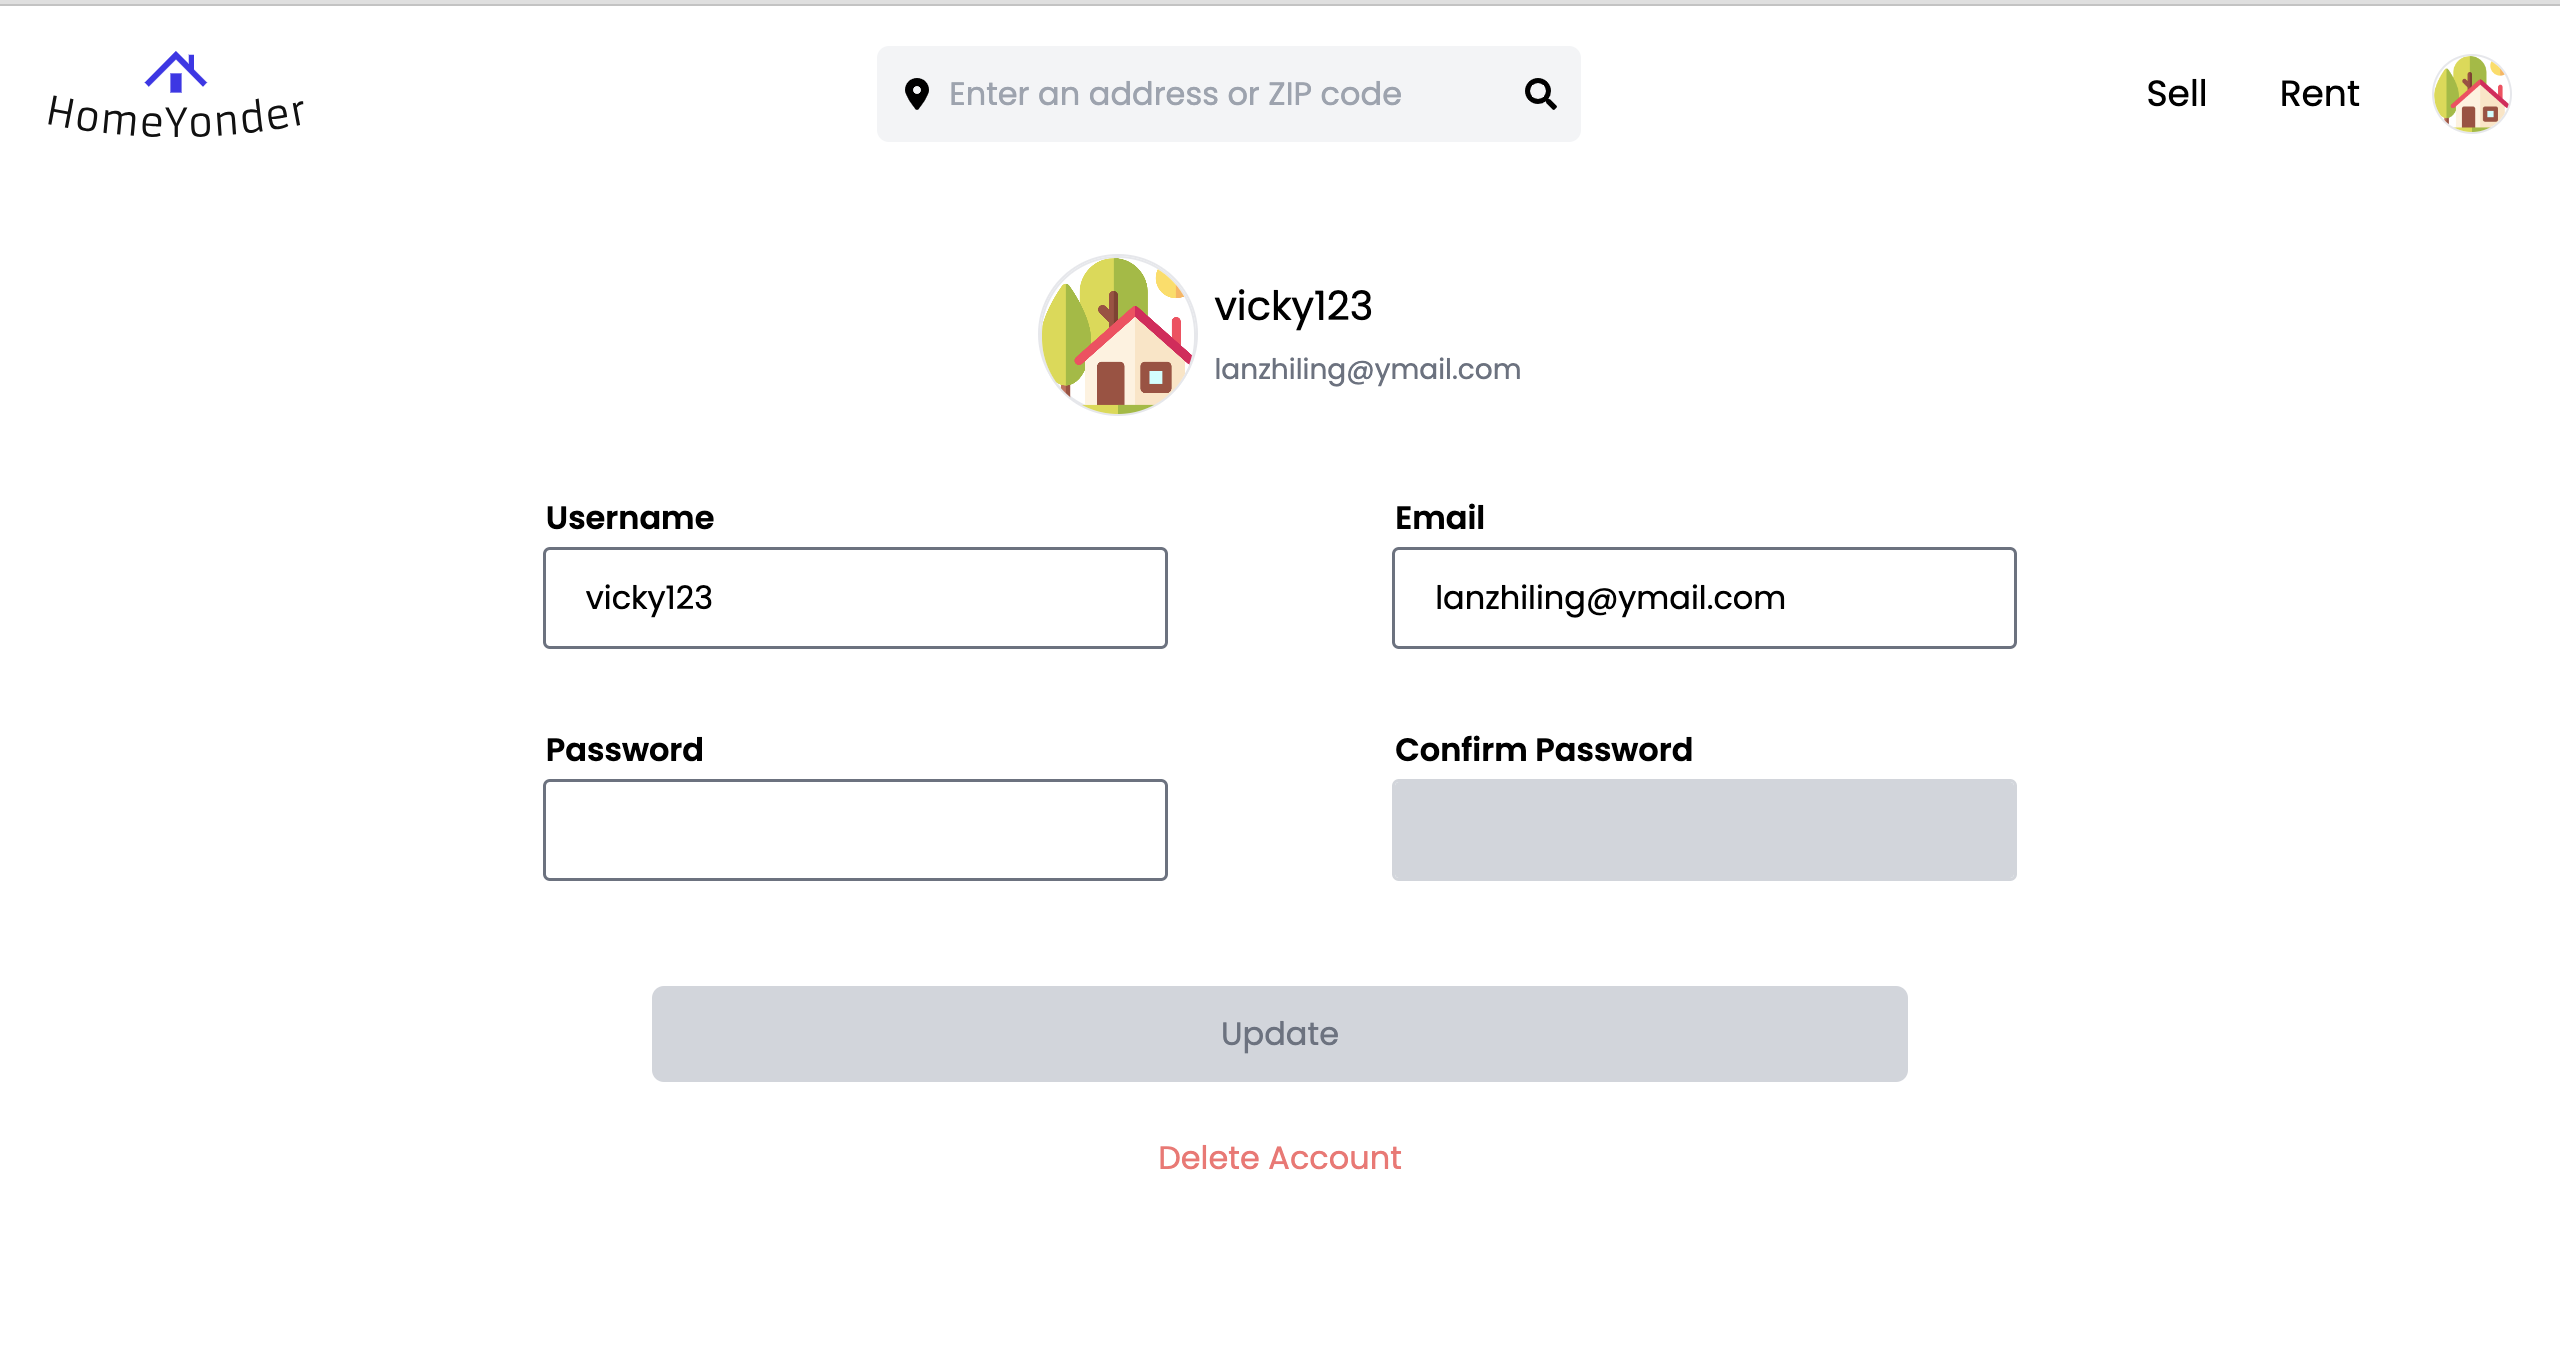 HomeYonder
Enter an address or ZIP code
Sell
Rent
vicky123
lanzhiling@ymail.com
Username
Email
vicky123
lanzhiling@ymail.com
Password
Confirm Password
Update
Delete Account